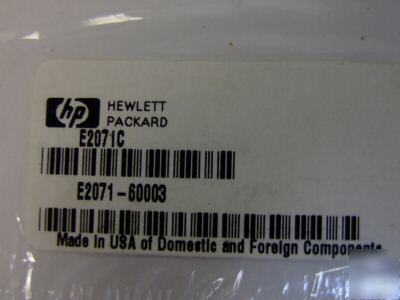 hp HEWLETT
PACKARD
E2071C
E2071-60003
Made in USA of Domestic and Foreign Components